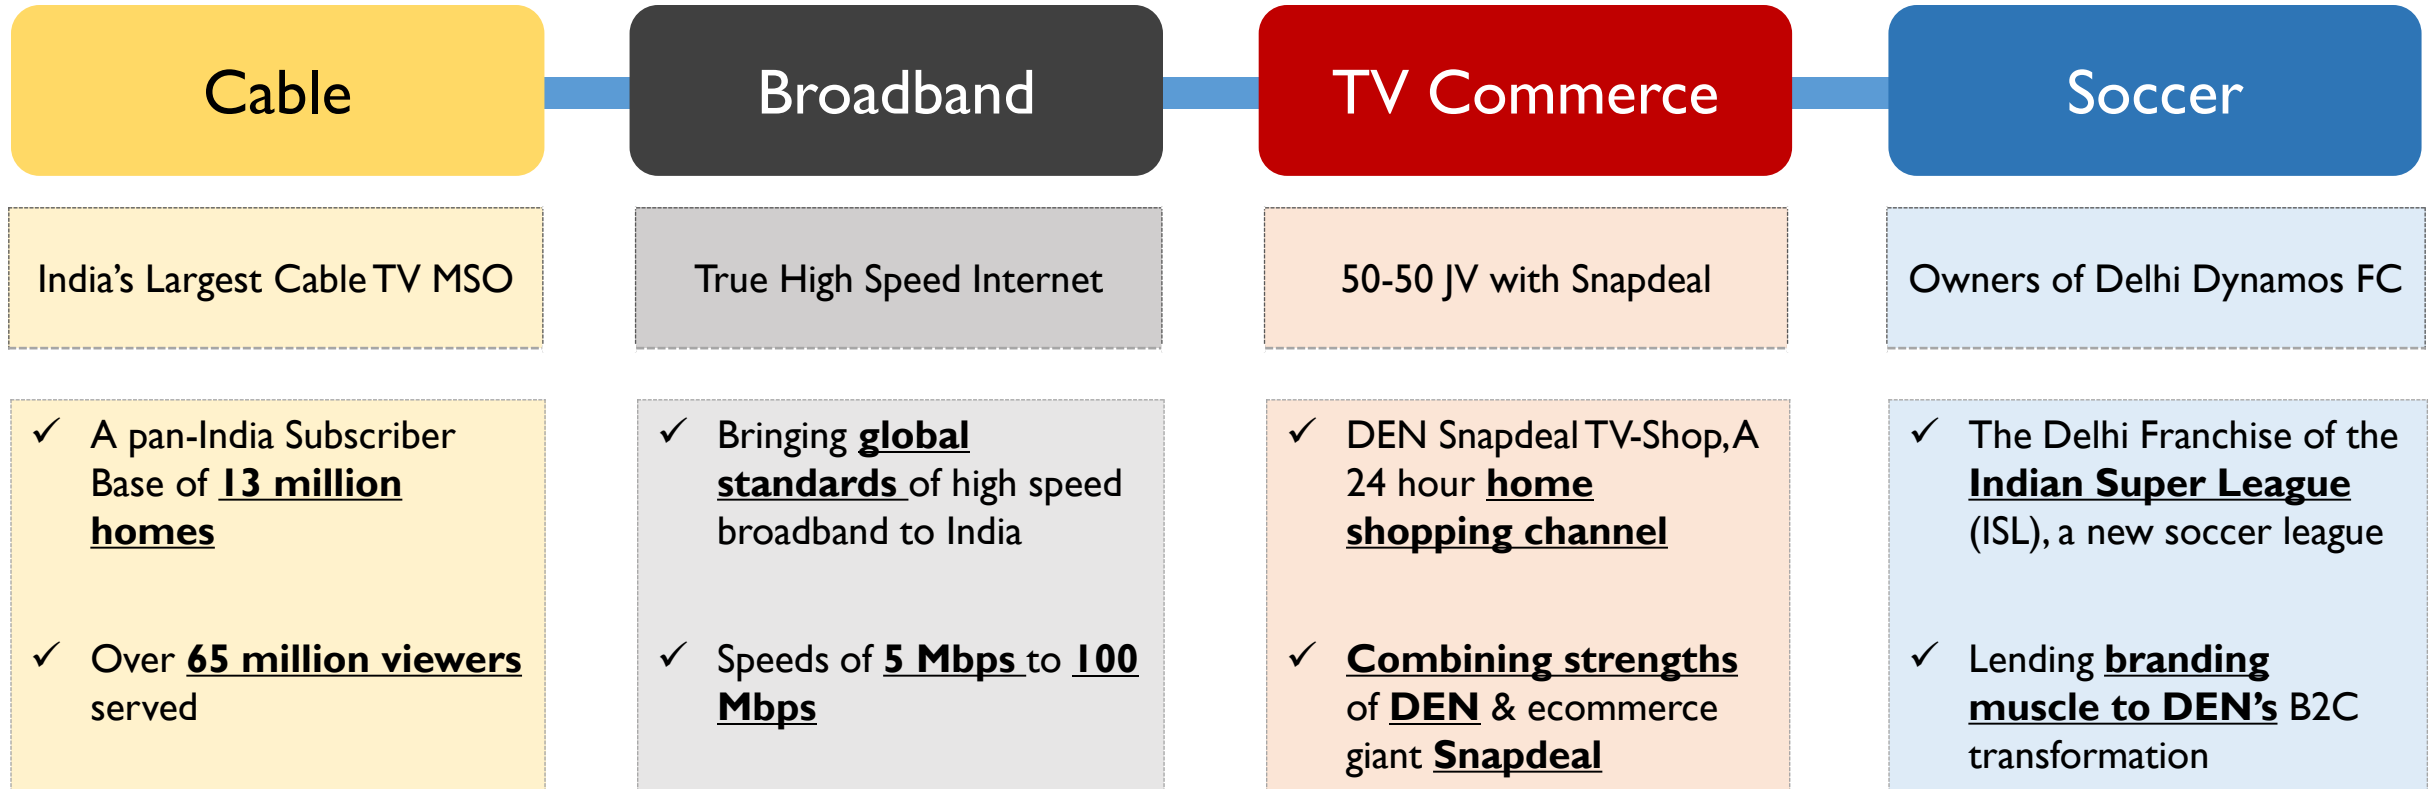 Cable
Broadband
TV Commerce
Soccer
India’s Largest Cable TV MSO
True High Speed Internet
50-50 JV with Snapdeal
Owners of Delhi Dynamos FC
✓ A pan-India Subscriber
Base of 13 million
homes
✓ Over 65 million viewers
served
✓ Bringing global
standards of high speed
broadband to India
✓ Speeds of 5 Mbps to 100
Mbps
✓ DEN Snapdeal TV-Shop, A
24 hour home
shopping channel
✓ Combining strengths
of DEN & ecommerce
giant Snapdeal
✓ The Delhi Franchise of the
Indian Super League
(ISL), a new soccer league
✓ Lending branding
muscle to DEN’s B2C
transformation